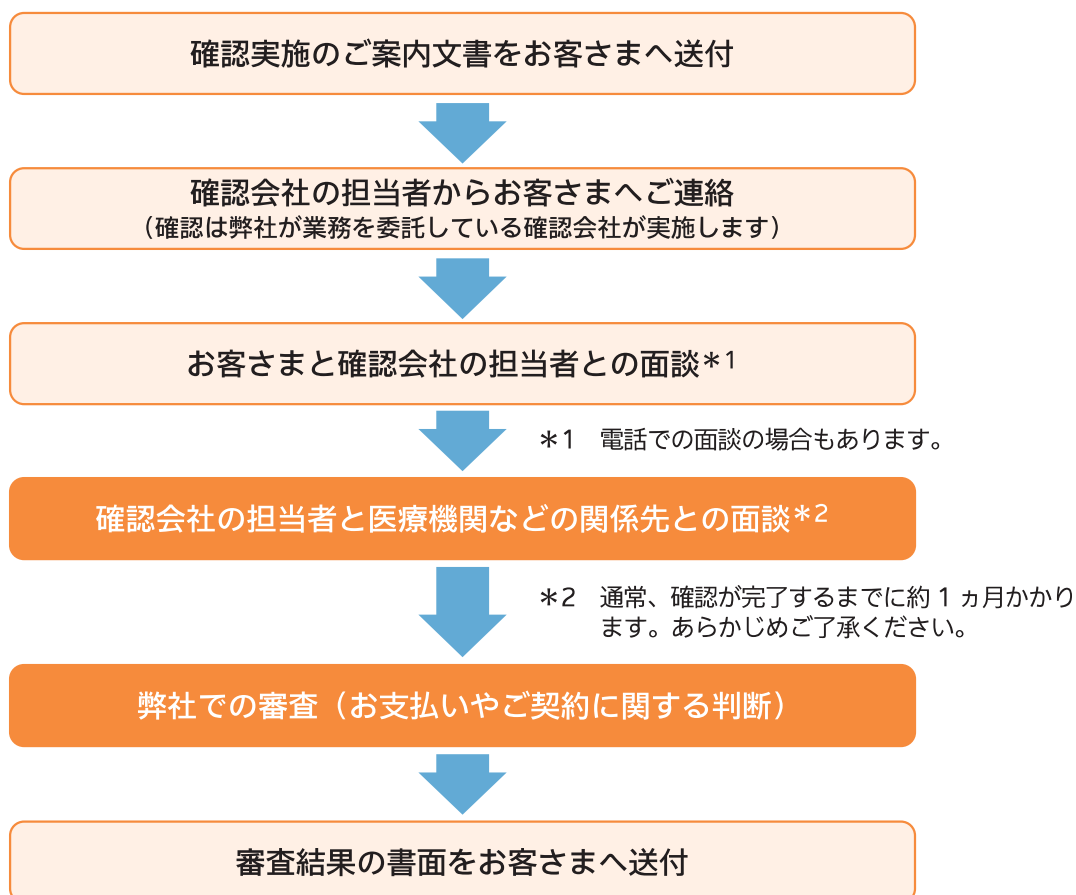 確認実施のご案内文書をお客さまへ送付
確認会社の担当者からお客さまへご連絡
（確認は弊社が業務を委託している確認会社が実施します）
お客さまと確認会社の担当者との面談＊1
＊1　電話での面談の場合もあります。
確認会社の担当者と医療機関などの関係先との面談＊2
＊2　通常、確認が完了するまでに約 1 ヵ月かかり
ます。あらかじめご了承ください。
弊社での審査（お支払いやご契約に関する判断）
審査結果の書面をお客さまへ送付